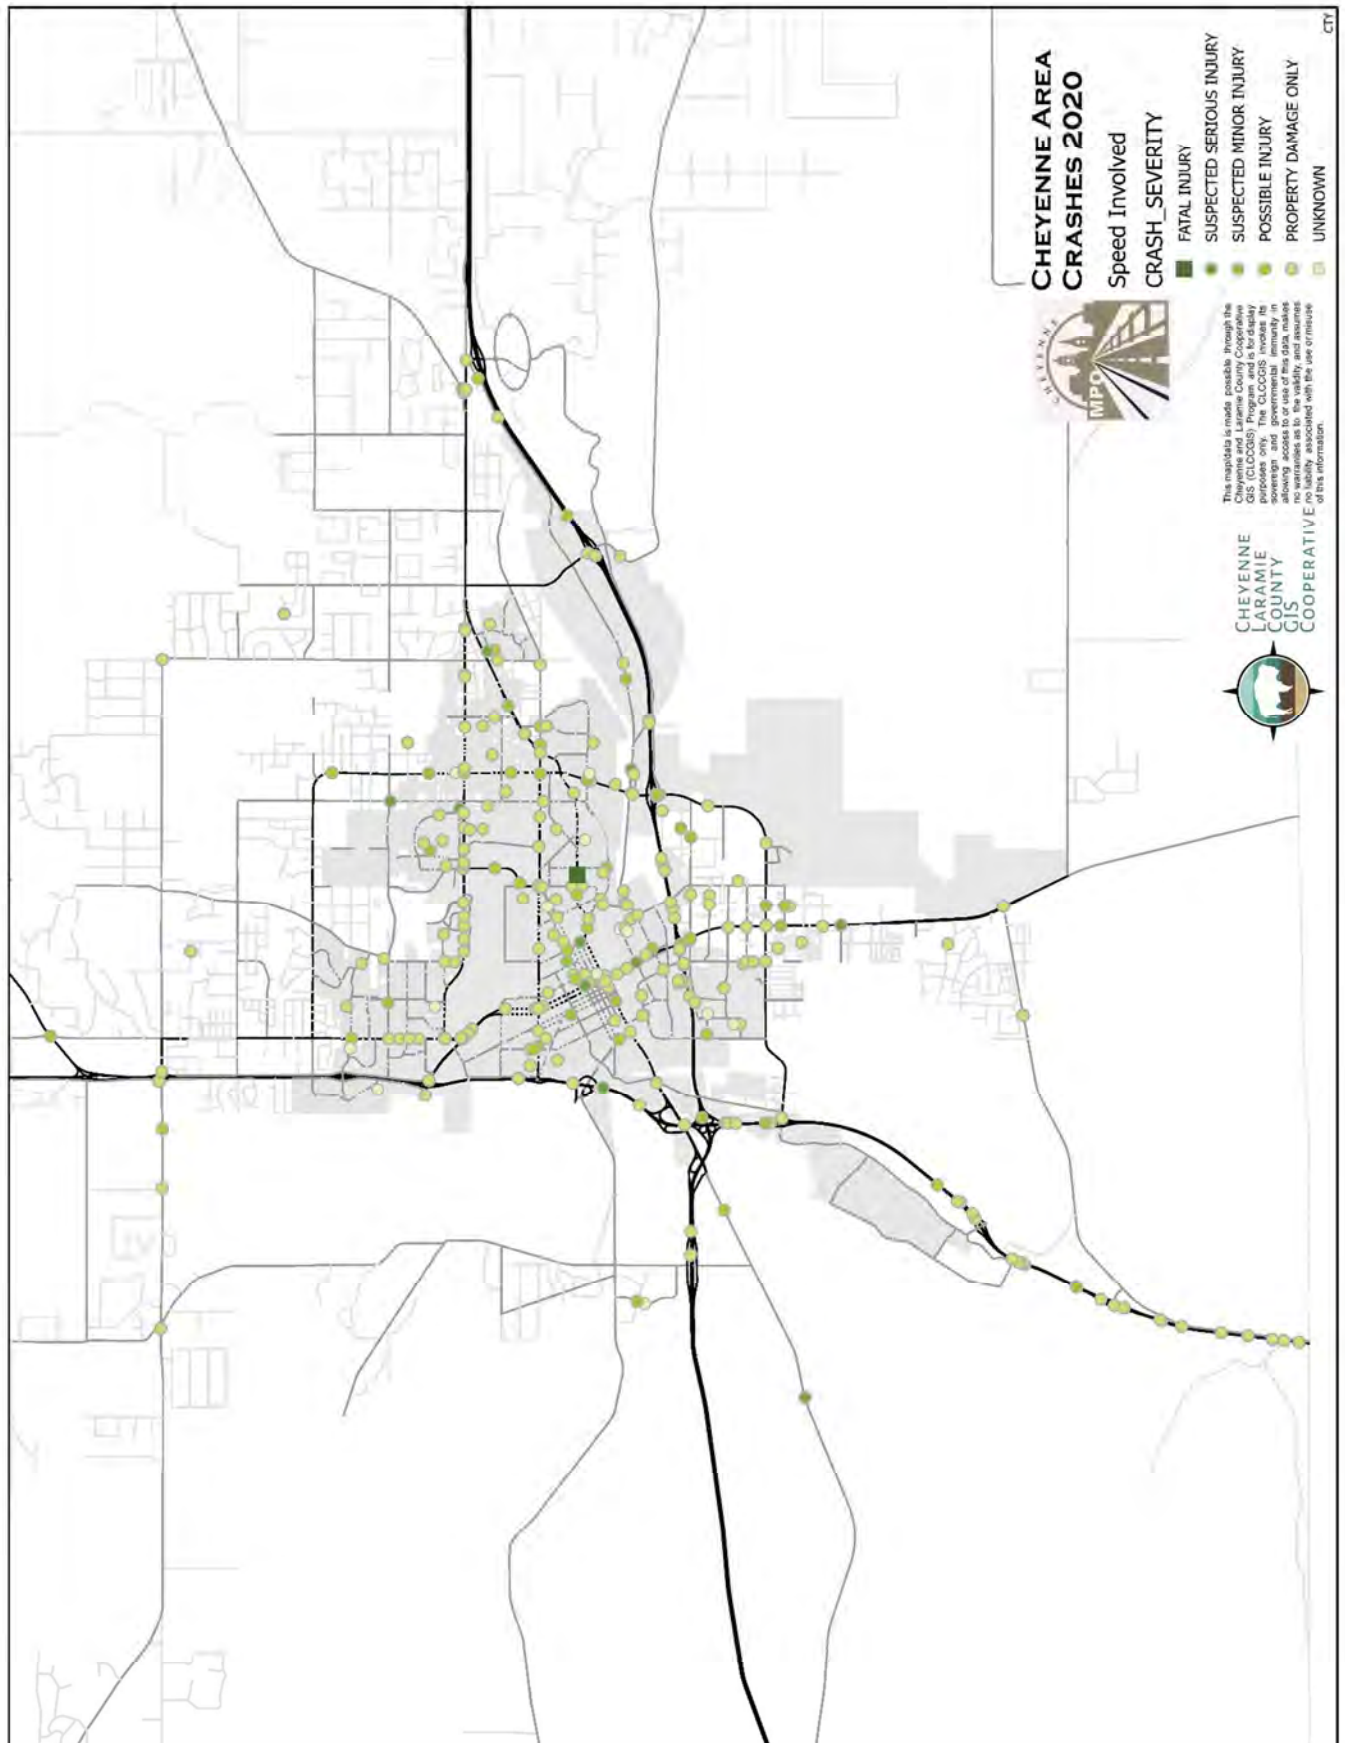 CHEYENNE AREA
CRASHES 2020
Speed Involved
CRASH_SEVERITY
FATAL INJURY
SUSPECTED SERIOUS INJURY
SUSPECTED MINOR INJURY
POSSIBLE INJURY
PROPERTY DAMAGE ONLY
UNKNOWN
CHEYENNE
MPO
This map/data is made possible through the
Cheyenne and Laramie County Cooperative
GIS (CLCCGIS) Program and is for display
purposes only. The CLCCGIS invokes its
sovereign and governmental immunity in
allowing access to or use of this data, makes
no warranties as to the validity, and assumes
no liability associated with the use or misuse
of this information.
CHEYENNE
LARAMIE
COUNTY
GIS
COOPERATIVE
CTY